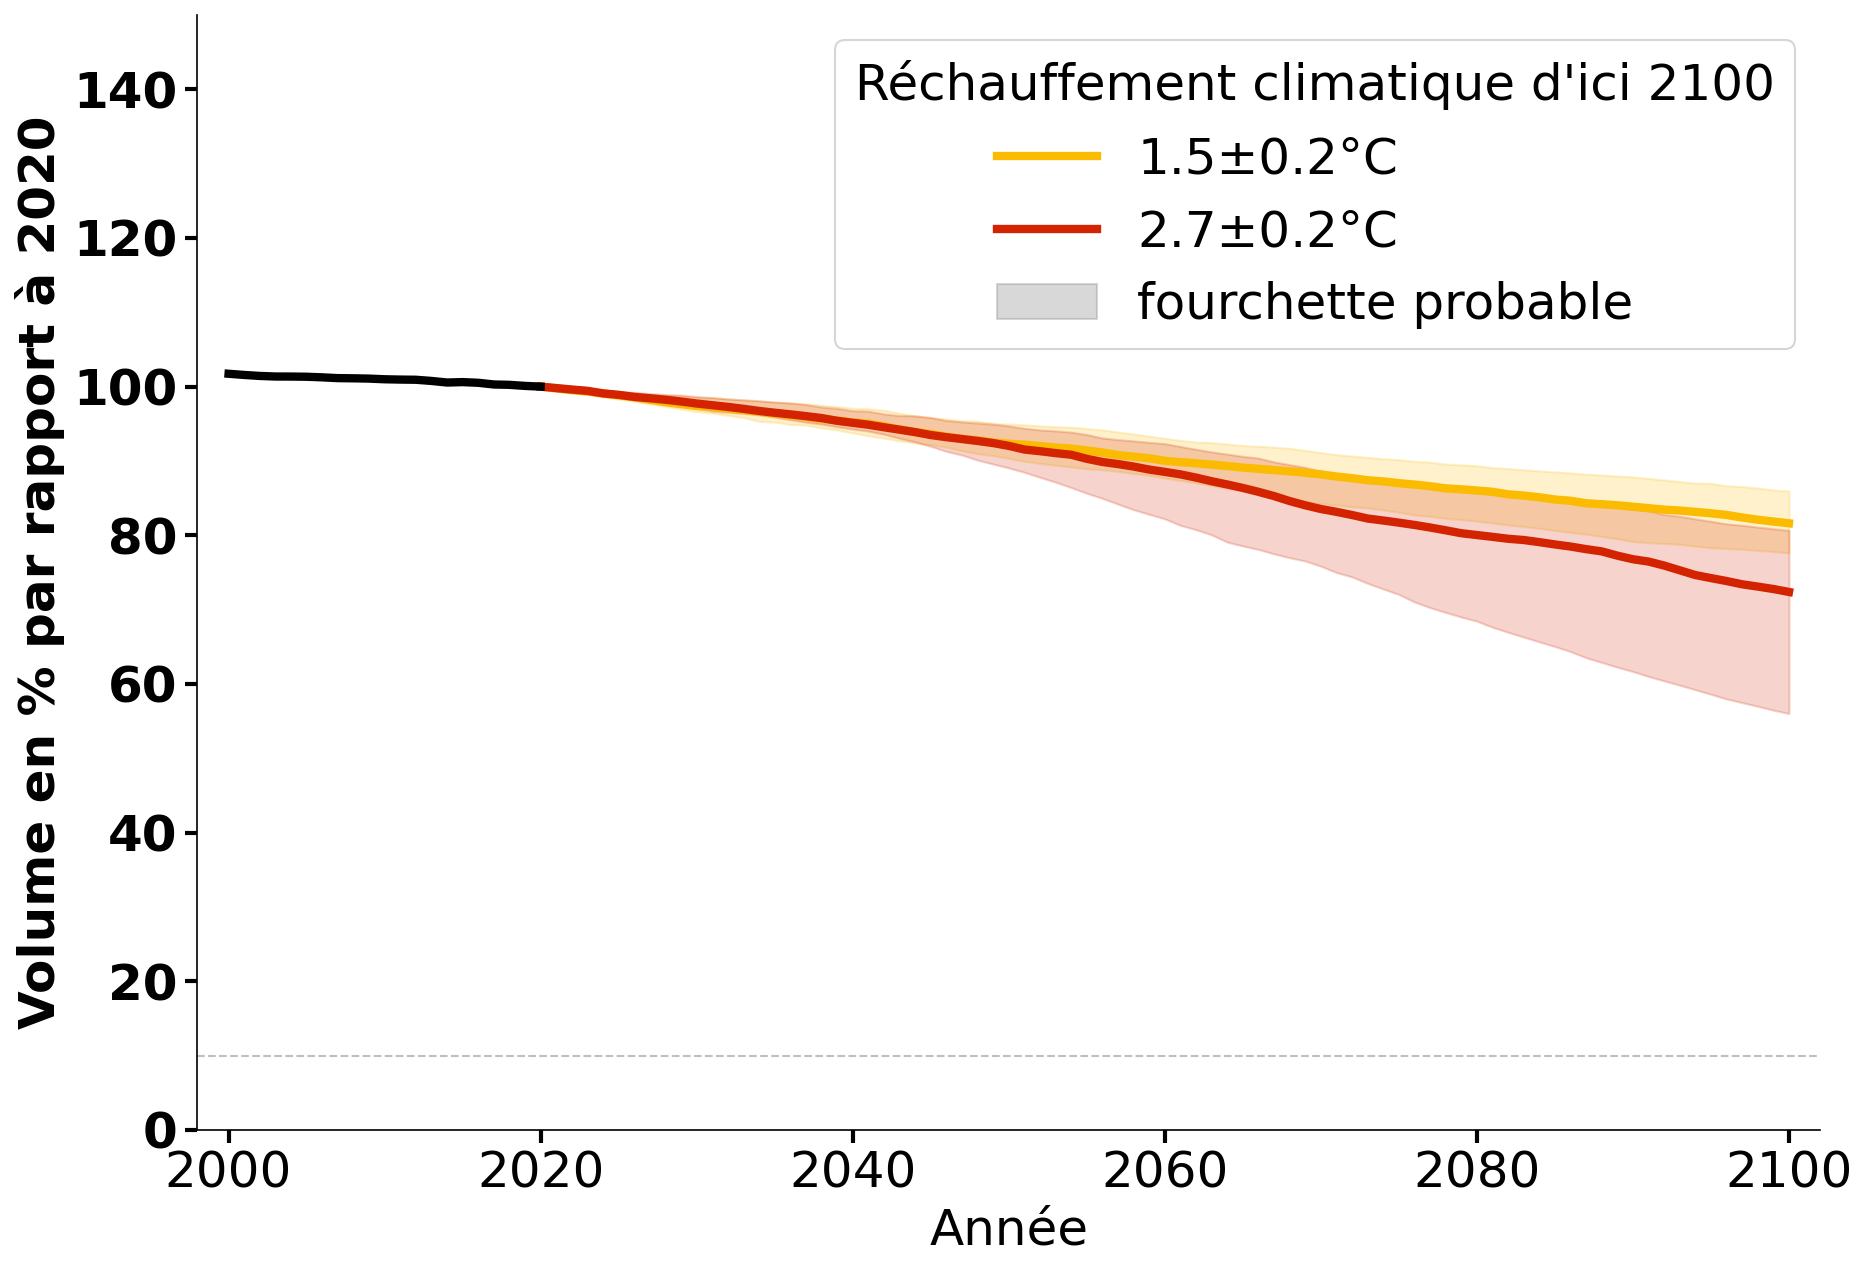 Réchauffement climatique d'ici 2100
1.5±0.2°C
2.7±0.2°C
fourchette probable
Volume en % par rapport à 2020
140
120
100
80
60
40
20
0
2000
2020
2040
2060
2080
2100
Année